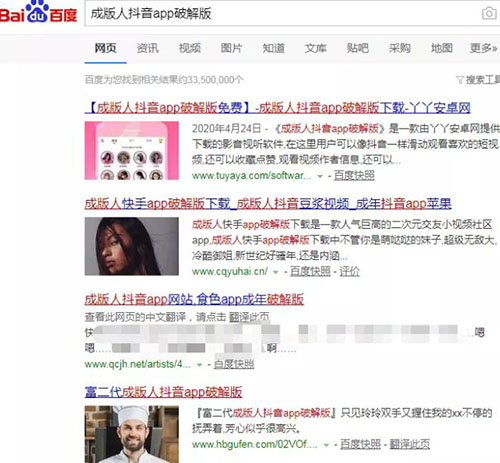 Bai du 百度
成版人抖音app破解版
网页 资讯 视频 图片 知道 文库 贴吧 采购 地图 更多
百度为您找到相关结果约33,500,000个
搜索工具
【成版人抖音app破解版免费】-成版人抖音app破解版下载-丫丫安卓网
2020年4月24日 - 《成版人抖音app破解版》是一款由丫丫安卓网提供下载的影音视听软件,在这里用户可以像抖音一样滑动观看喜欢的短视频,还可以收藏点赞,观看视频作者信息,还可以...
www.tuyaya.com/softwar... - 百度快照
成版人快手app破解版下载_成版人抖音豆浆视频_成年抖音app苹果
成版人快手app破解版下载是一款人气巨高的二次元交友小视频社区
app,成版人快手app破解版下载中不管你是萌哒哒的妹子,超级无敌大,
冷酷御姐,新世纪好骚年,还是内涵...
www.cqyuhai.cn/ - 百度快照 - 评价
成版人抖音app网站,食色app成年破解版
查看此网页的中文翻译，请点击 翻译此页
快
嗯
嗯…… 啊……
www.qcjh.net/artists/4... - 百度快照
富二代成版人抖音app破解版
『富二代成版人抖音app破解版』只见玲玲双手又握住我的xx不停的
抚弄着,芳心似乎很高兴。
www.hbgufen.com/02VOf.... - 百度快照 - 翻译此页